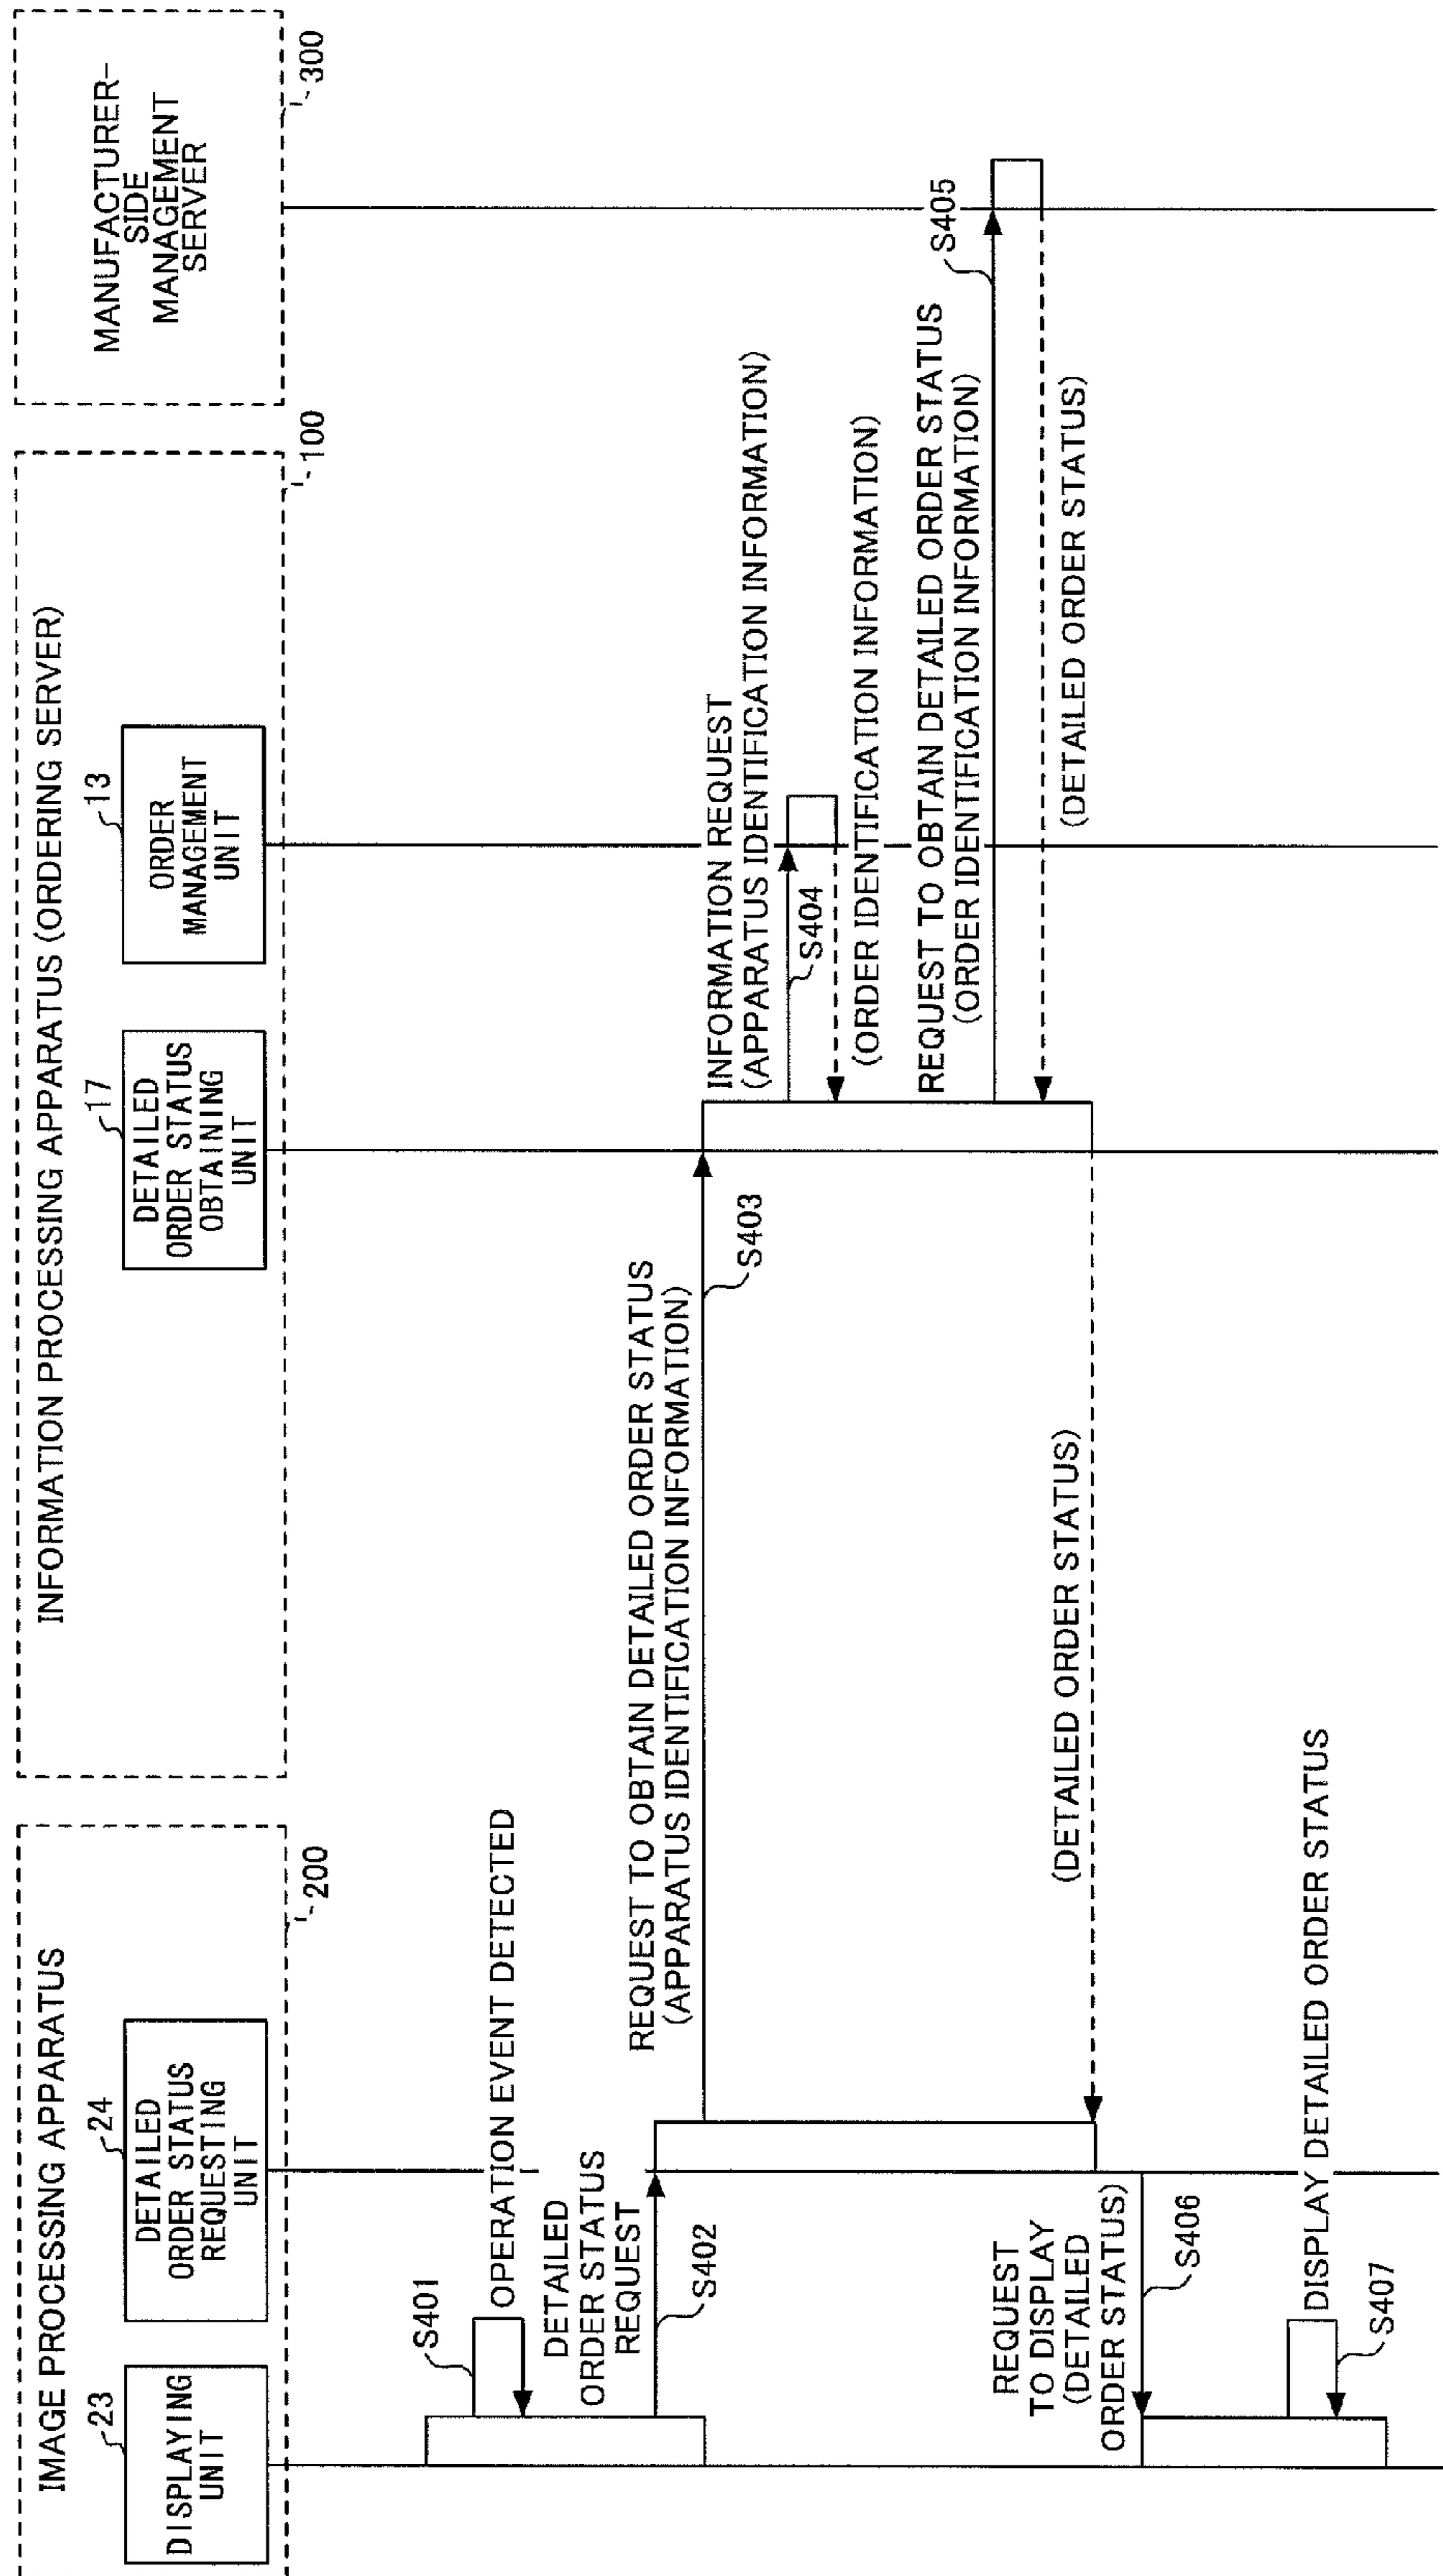 IMAGE PROCESSING APPARATUS
200
23
DISPLAYING
UNIT
24
DETAILED
ORDER STATUS
REQUESTING
UNIT
INFORMATION PROCESSING APPARATUS (ORDERING SERVER)
100
17
DETAILED
ORDER STATUS
OBTAINING
UNIT
13
ORDER
MANAGEMENT
UNIT
MANUFACTURER-
SIDE
MANAGEMENT
SERVER
300
S401
OPERATION EVENT DETECTED
DETAILED
ORDER STATUS
REQUEST
S402
REQUEST TO OBTAIN DETAILED ORDER STATUS
(APPARATUS IDENTIFICATION INFORMATION)
S403
INFORMATION REQUEST
(APPARATUS IDENTIFICATION INFORMATION)
S404
(ORDER IDENTIFICATION INFORMATION)
REQUEST TO OBTAIN DETAILED ORDER STATUS
(ORDER IDENTIFICATION INFORMATION)
S405
(DETAILED ORDER STATUS)
(DETAILED ORDER STATUS)
REQUEST
TO DISPLAY
(DETAILED
ORDER STATUS)
S406
DISPLAY DETAILED ORDER STATUS
S407